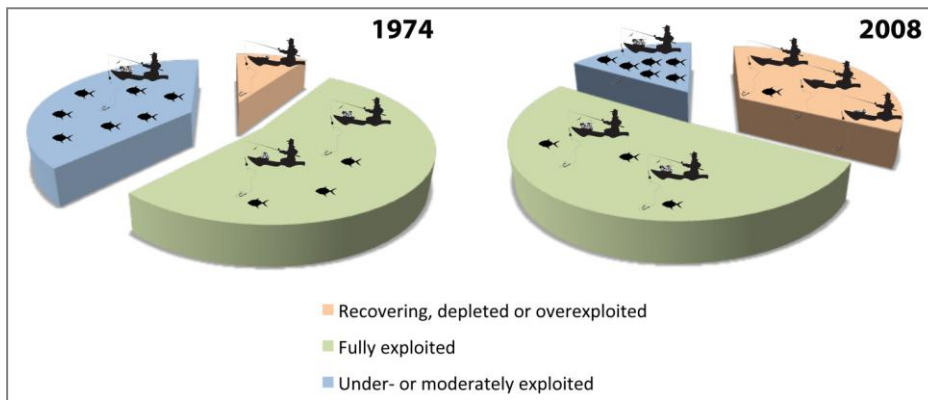 1974
2008
Recovering, depleted or overexploited
Fully exploited
Under- or moderately exploited